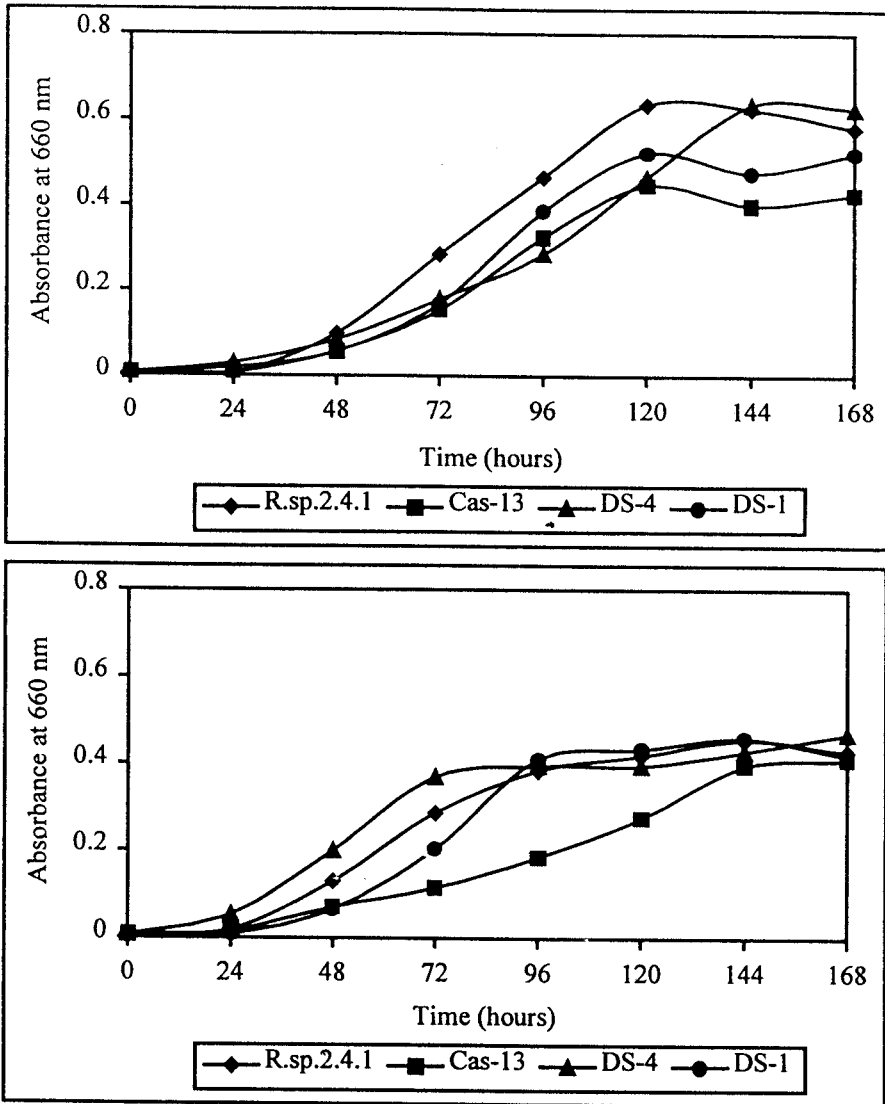 0.8
0.6
0.4
0.2
0
Absorbance at 660 nm
0 24 48 72 96 120 144 168
Time (hours)
R.sp.2.4.1 Cas-13 DS-4 DS-1
0.8
0.6
0.4
0.2
0
Absorbance at 660 nm
0 24 48 72 96 120 144 168
Time (hours)
R.sp.2.4.1 Cas-13 DS-4 DS-1